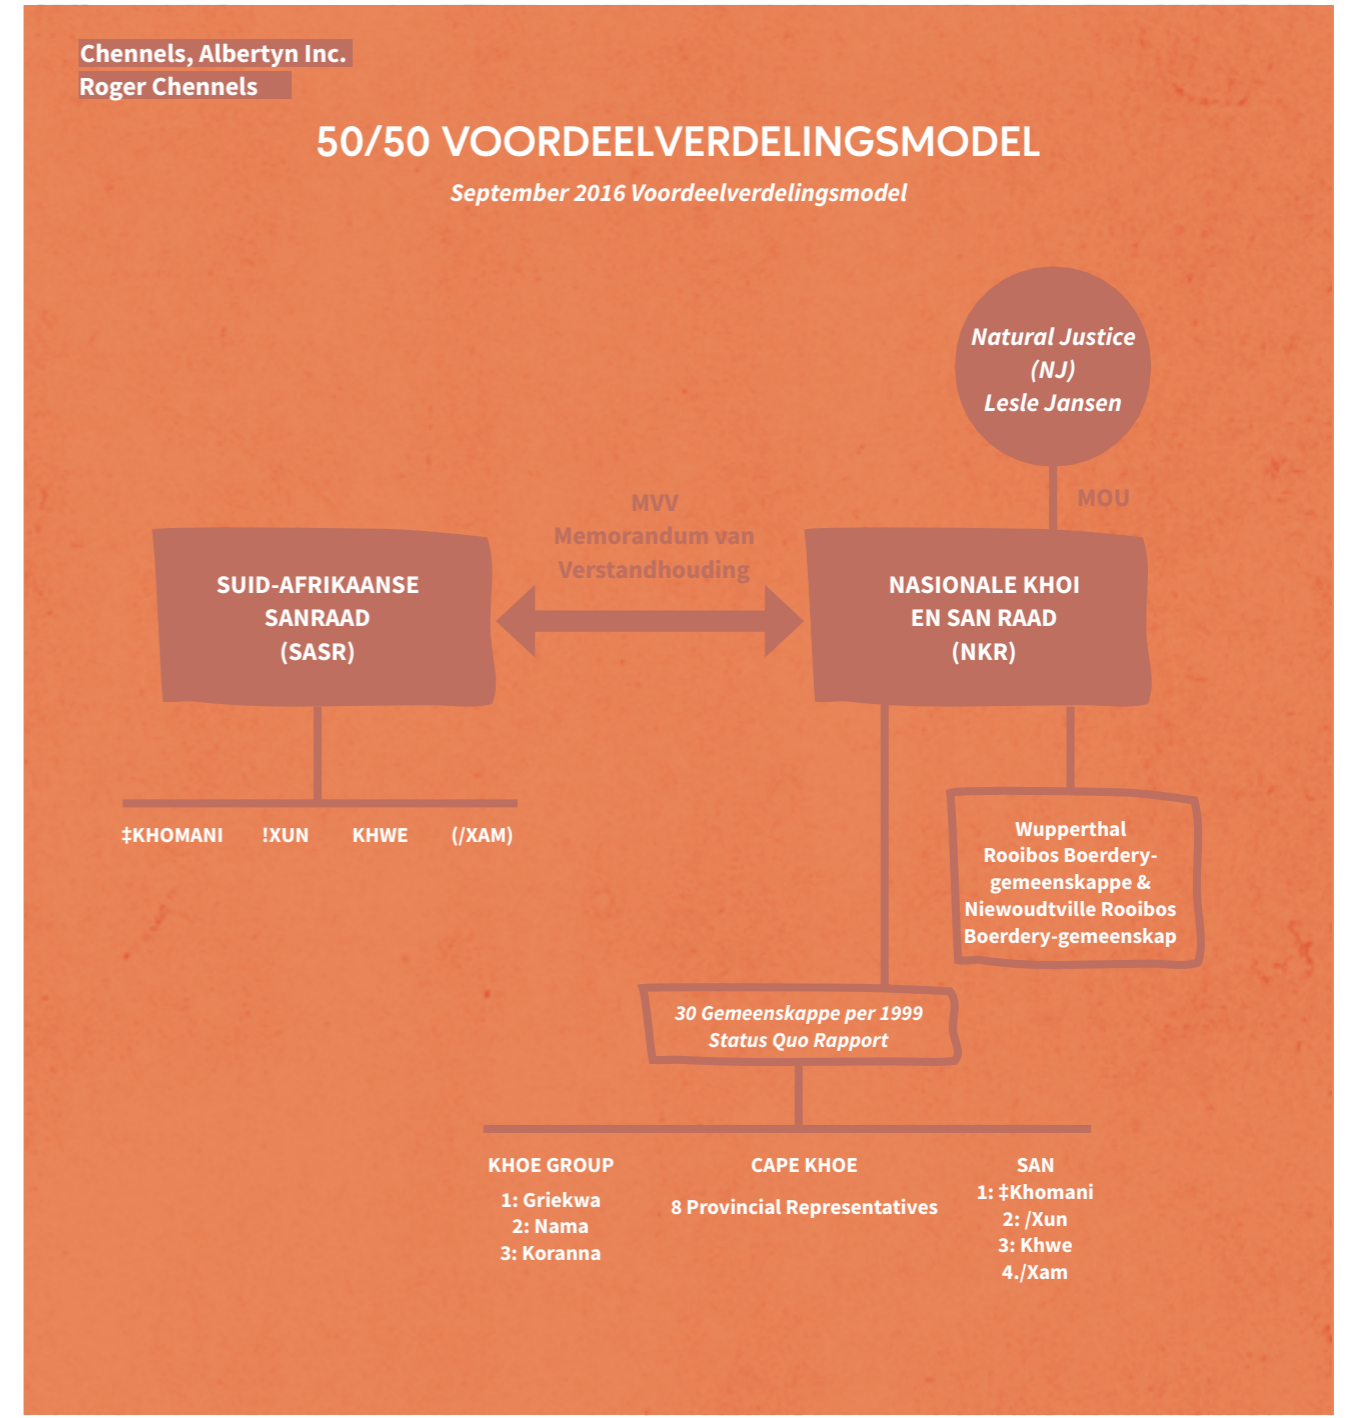 Chennels, Albertyn Inc.
Roger Chennels
50/50 VOORDEELVERDELINGSMODEL
September 2016 Voordeelverdelingsmodel
Natural Justice
(NJ)
Lesle Jansen
MOU
MVV
Memorandum van
Verstandhouding
SUID-AFRIKAANSE
SANRAAD
(SASR)
NASIONALE KHOI
EN SAN RAAD
(NKR)
‡KHOMANI !XUN KHWE (/XAM)
Wupperthal
Rooibos Boerdery-
gemeenskappe &
Niewoudtville Rooibos
Boerdery-gemeenskap
30 Gemeenskappe per 1999
Status Quo Rapport
KHOE GROUP
1: Griekwa
2: Nama
3: Koranna
CAPE KHOE
8 Provincial Representatives
SAN
1: ‡Khomani
2: /Xun
3: Khwe
4./Xam